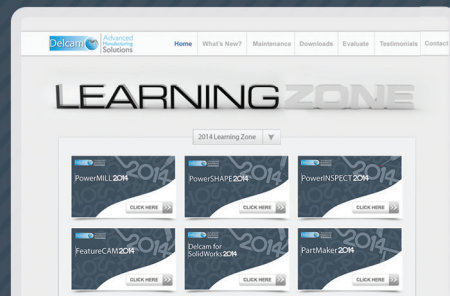 Delcam
Advanced
Manufacturing
Solutions
Home What's New? Maintenance Downloads Evaluate Testimonials Contact
LEARNING ZONE
2014 Learning Zone
PowerMILL 2014
CLICK HERE
PowerSHAPE 2014
CLICK HERE
PowerINSPECT 2014
CLICK HERE
FeatureCAM 2014
CLICK HERE
Delcam for
SolidWorks 2014
CLICK HERE
PartMaker 2014
CLICK HERE